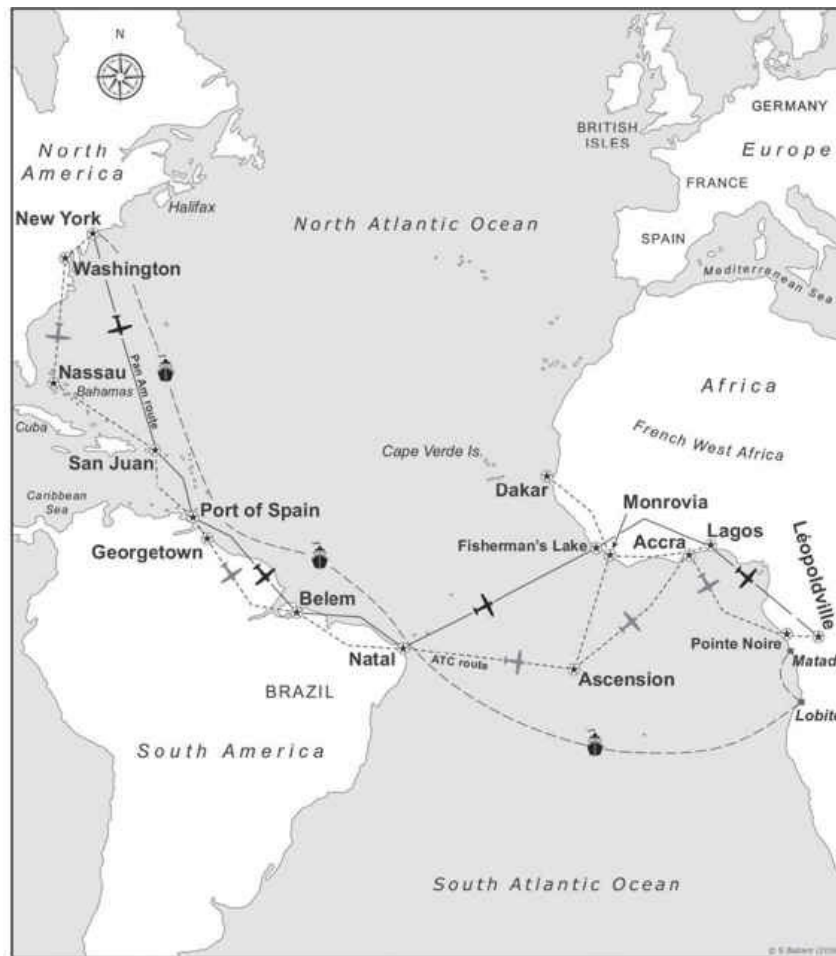 N
North
America
New York
Halifax
Washington
Nassau
Bahamas
Pan Am route
Cuba
San Juan
Caribbean
Sea
Port of Spain
Georgetown
Belem
Natal
ATC route
BRAZIL
South America
North Atlantic Ocean
BRITISH
ISLES
GERMANY
Europe
FRANCE
SPAIN
Mediterranean Sea
Africa
French West Africa
Cape Verde Is.
Dakar
Monrovia
Fisherman's Lake
Accra
Lagos
Léopoldville
Pointe Noire
Matad
Lobito
Ascension
South Atlantic Ocean